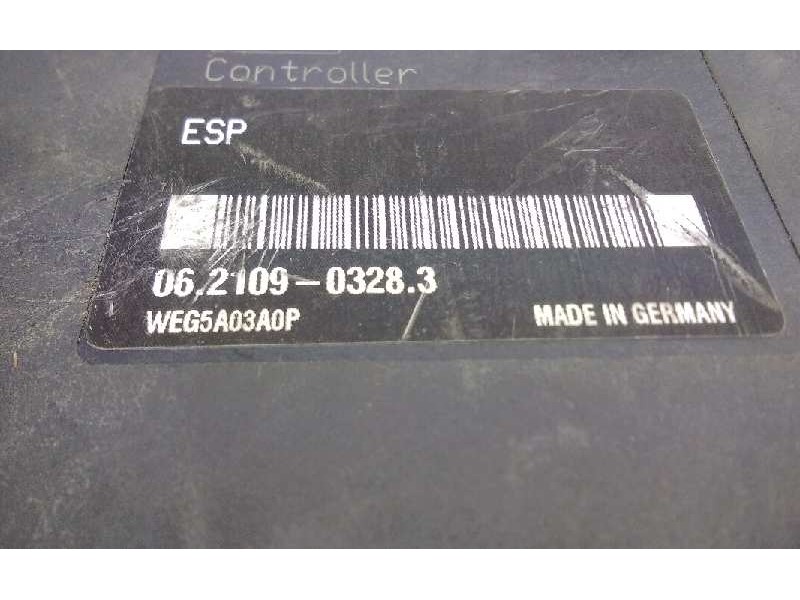 Controller
ESP
06.2109-0328.3
WEG5A03A0P
MADE IN GERMANY